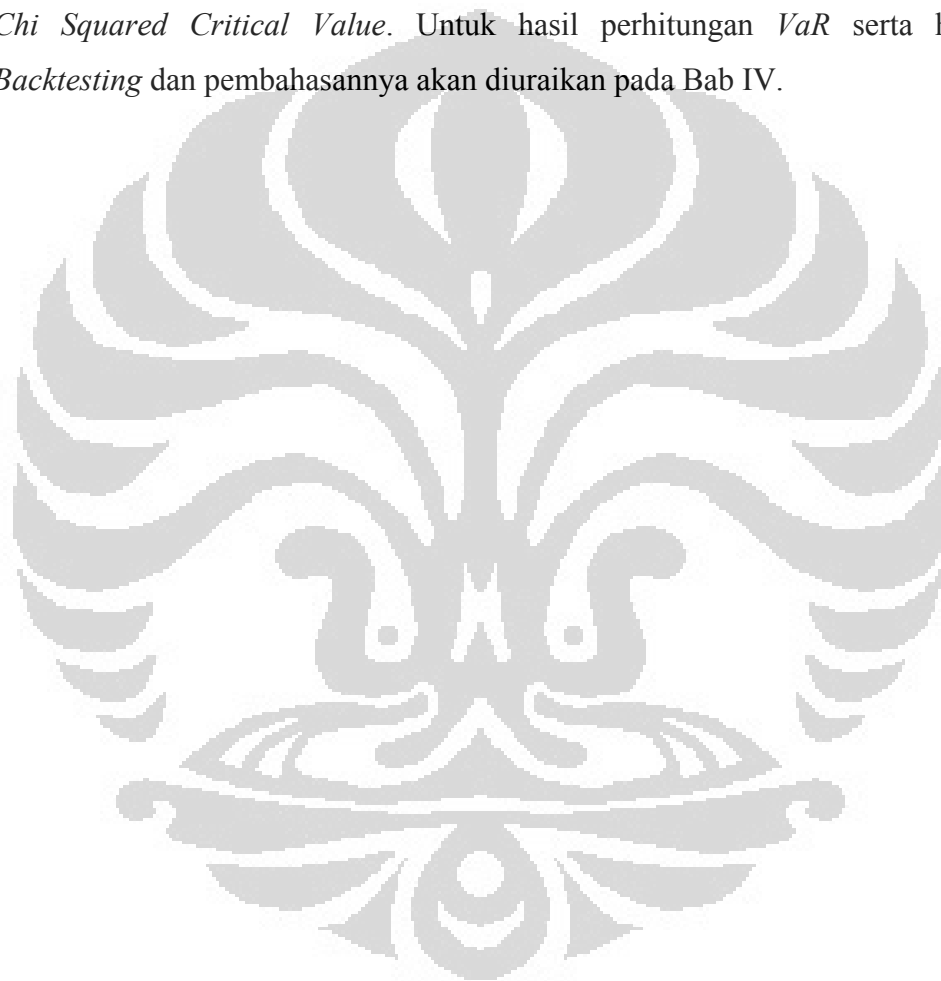 Chi Squared Critical Value. Untuk hasil perhitungan VaR serta
Backtesting dan pembahasannya akan diuraikan pada Bab IV.